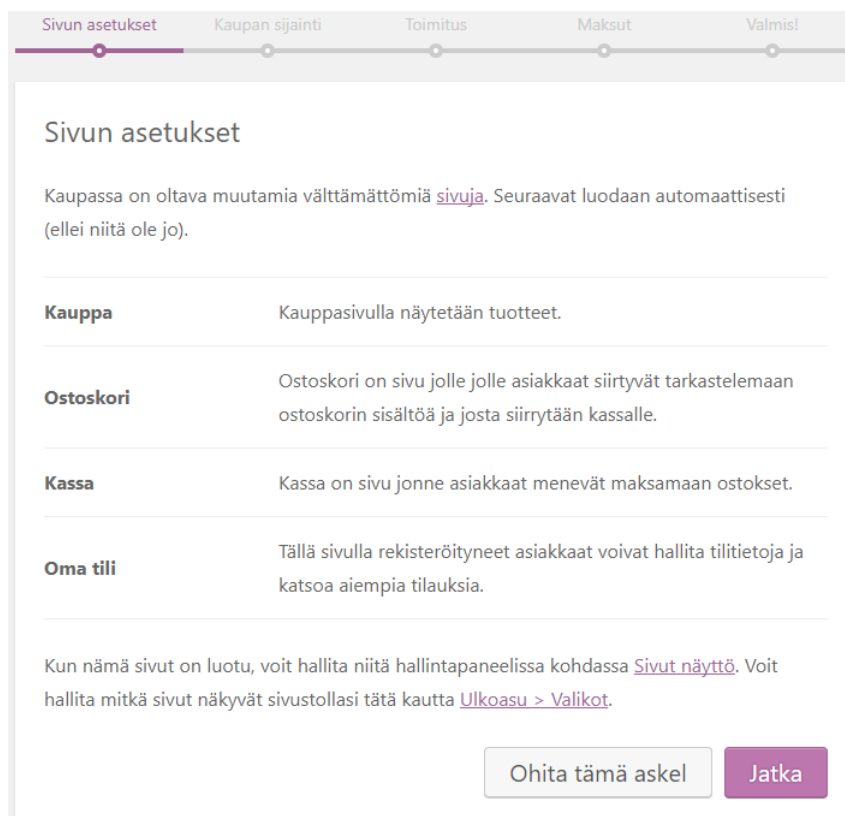 Sivun asetukset
Kaupan sijainti
Toimitus
Maksut
Valmis!
Sivun asetukset
Kaupassa on oltava muutamia välttämättömiä sivuja. Seuraavat luodaan automaattisesti
(ellei niitä ole jo).
Kauppa
Kauppasivulla näytetään tuotteet.
Ostoskori
Ostoskori on sivu jolle jolle asiakkaat siirtyvät tarkastelemaan
ostoskorin sisältöä ja josta siirrytään kassalle.
Kassa
Kassa on sivu jonne asiakkaat menevät maksamaan ostokset.
Oma tili
Tällä sivulla rekisteröityneet asiakkaat voivat hallita tilitietoja ja
katsoa aiempia tilauksia.
Kun nämä sivut on luotu, voit hallita niitä hallintapaneelissa kohdassa Sivut näyttö. Voit
hallita mitkä sivut näkyvät sivustollasi tätä kautta Ulkoasu > Valikot.
Ohita tämä askel
Jatka